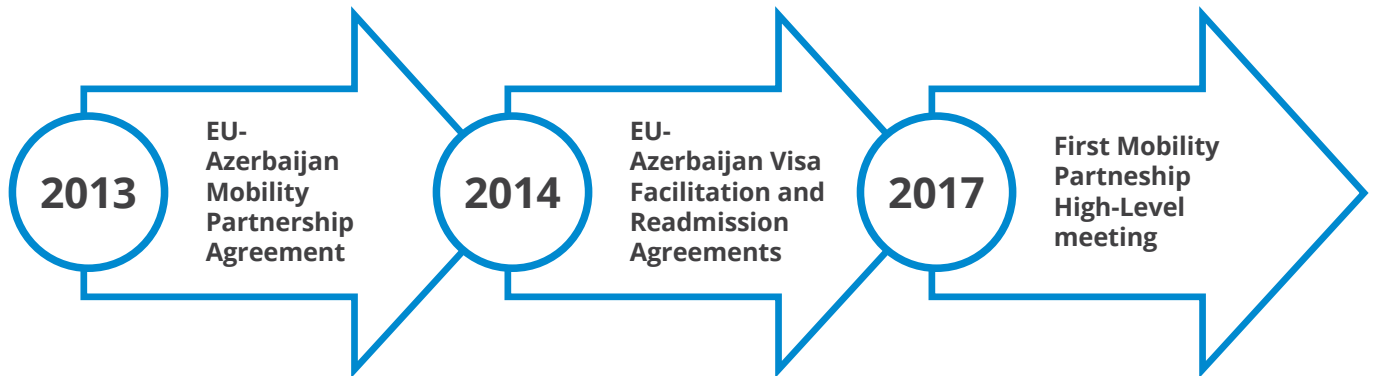 2013
EU-
Azerbaijan
Mobility
Partnership
Agreement
2014
EU-
Azerbaijan Visa
Facilitation and
Readmission
Agreements
2017
First Mobility
Partneship
High-Level
meeting